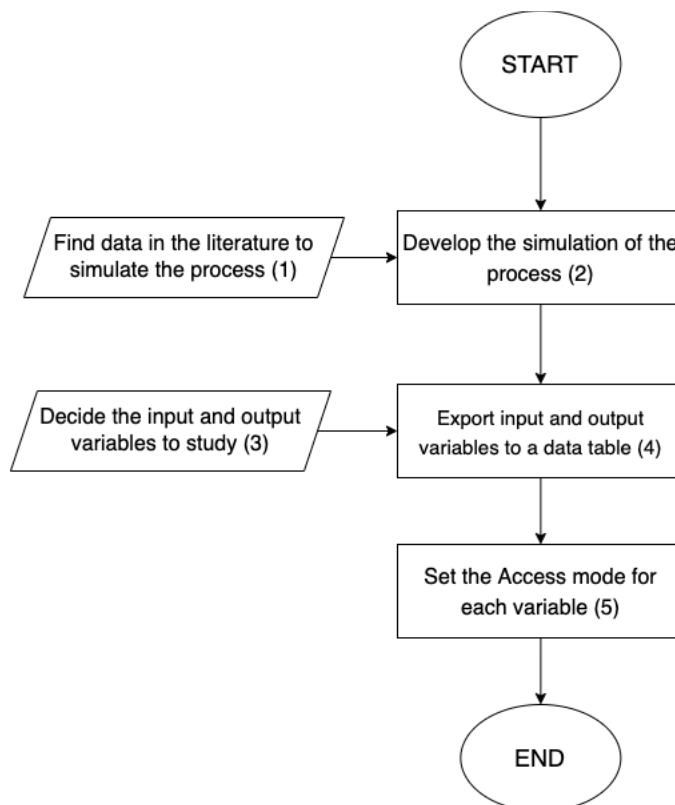 START
Find data in the literature to
simulate the process (1)
Develop the simulation of the
process (2)
Decide the input and output
variables to study (3)
Export input and output
variables to a data table (4)
Set the Access mode for
each variable (5)
END